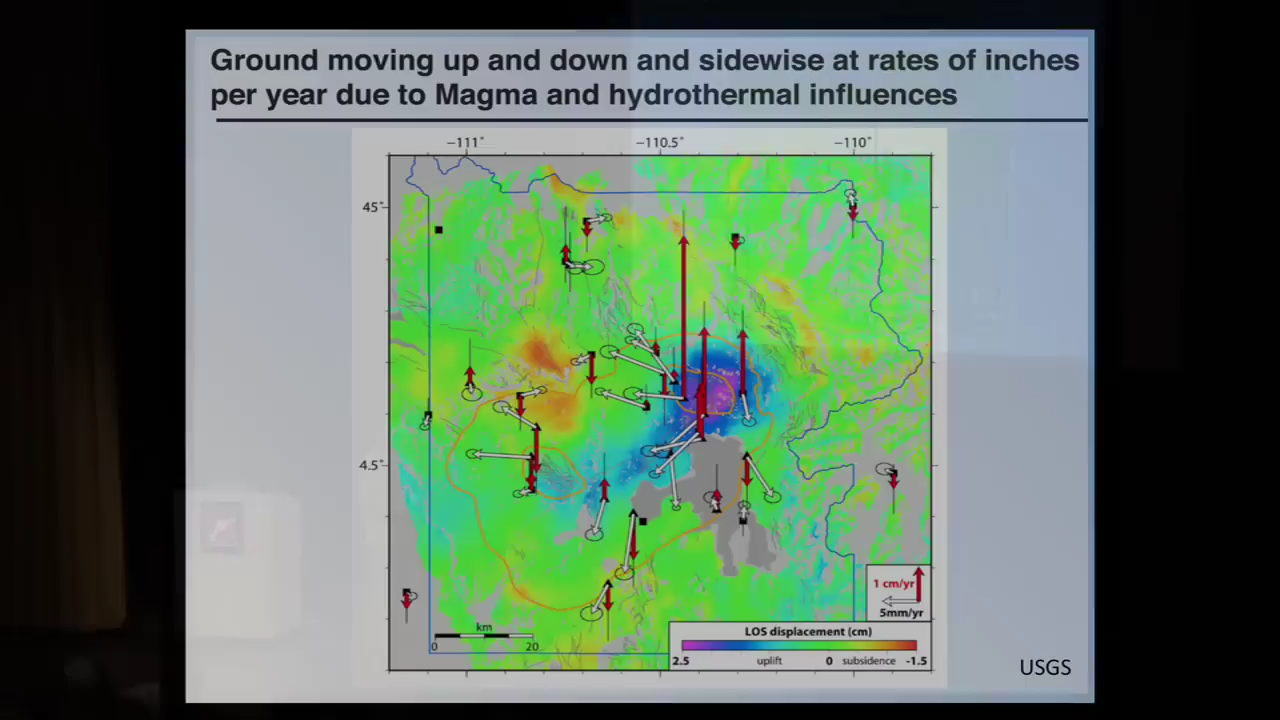 Ground moving up and down and sidewise at rates of inches
per year due to Magma and hydrothermal influences
−111° −110.5° −110°
45°
4.5°
1 cm/yr
5mm/yr
km
0 20
LOS displacement (cm)
2.5 uplift 0 subsidence -1.5
USGS